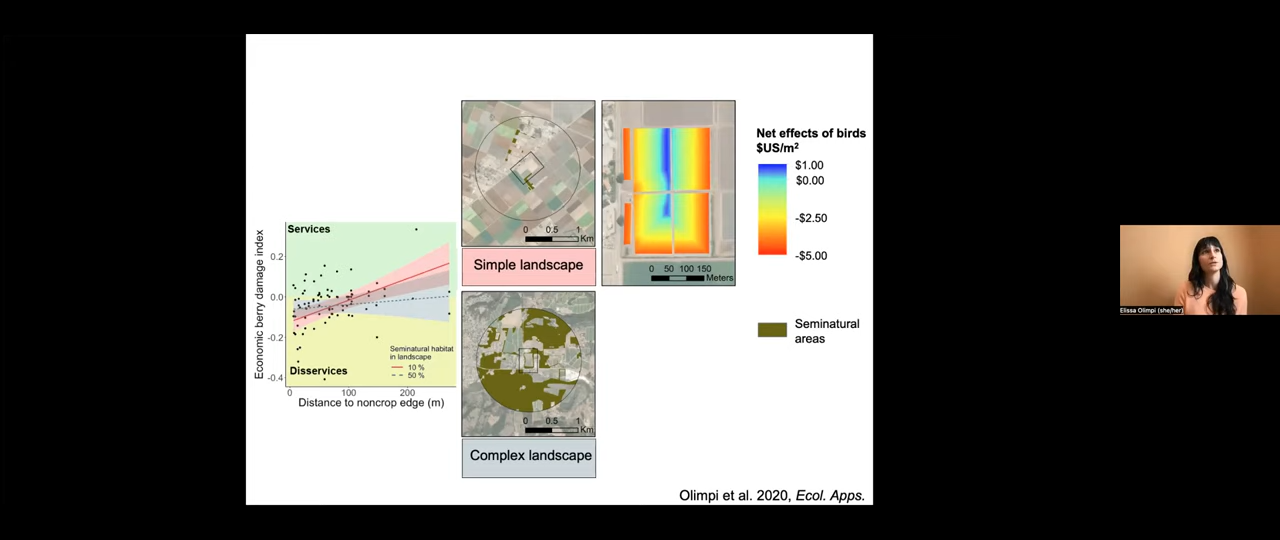 Services
Economic berry damage index
0.2
0.0
-0.2
-0.4
Disservices
Seminatural habitat
in landscape
10 %
50 %
0
100
200
Distance to noncrop edge (m)
0 0.5 1
Km
Simple landscape
0 0.5 1
Km
Complex landscape
0 50 100 150
Meters
Net effects of birds
$US/m²
$1.00
$0.00
-$2.50
-$5.00
Seminatural
areas
Olimpi et al. 2020, Ecol. Apps.
Elissa Olimpi (she/her)